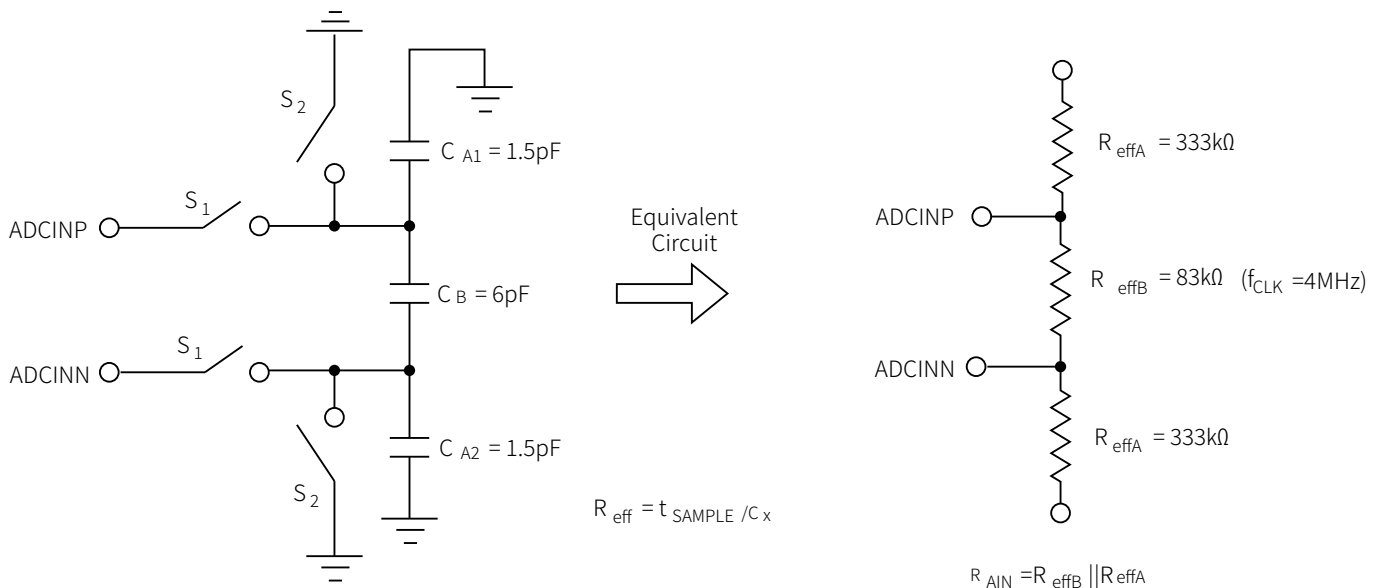 S 2
C A1 = 1.5pF
S 1
ADCINP
C B = 6pF
S 1
ADCINN
C A2 = 1.5pF
S 2
R eff = t SAMPLE /C x
Equivalent
Circuit
R effA = 333kΩ
ADCINP
R effB = 83kΩ (fCLK =4MHz)
ADCINN
R effA = 333kΩ
R AIN =R effB ||R effA